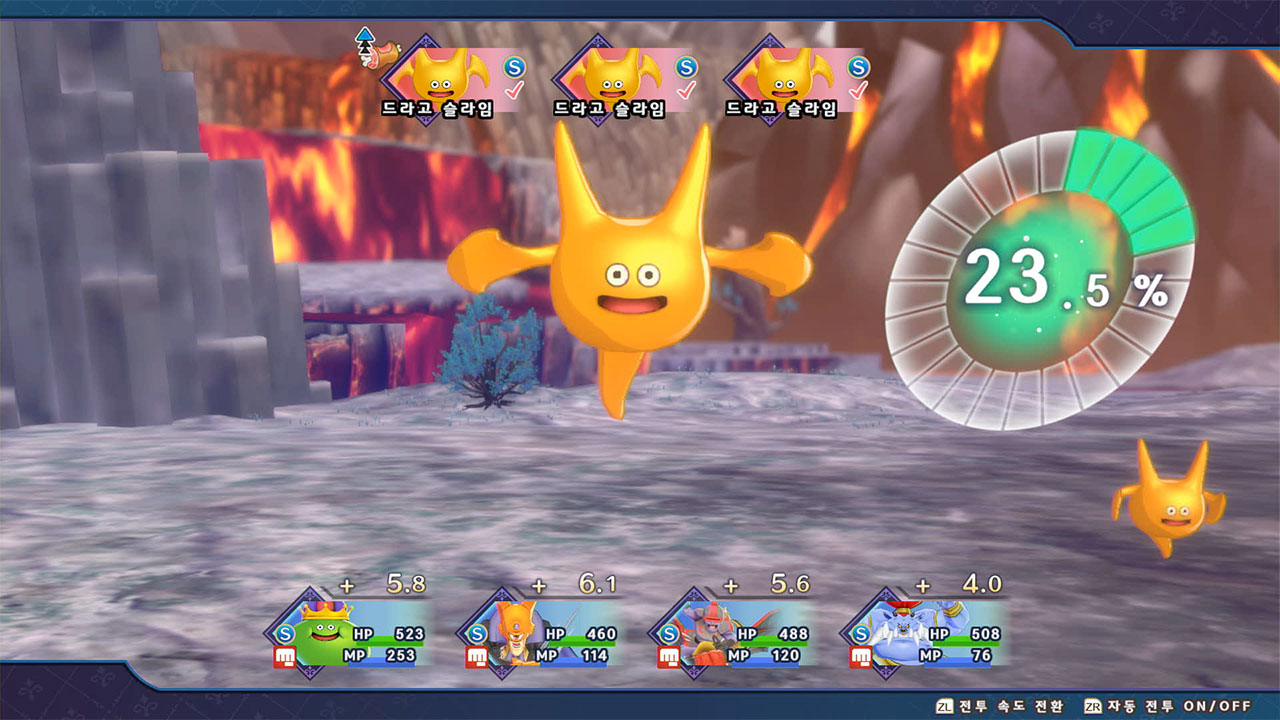 S
드라고 슬라임
S
드라고 슬라임
S
드라고 슬라임
23.5 %
+ 5.8
S
HP 523
MP 253
+ 6.1
S
HP 460
MP 114
+ 5.6
S
HP 488
MP 120
+ 4.0
S
HP 508
MP 76
ZL 전투 속도 전환 ZR 자동 전투 ON/OFF